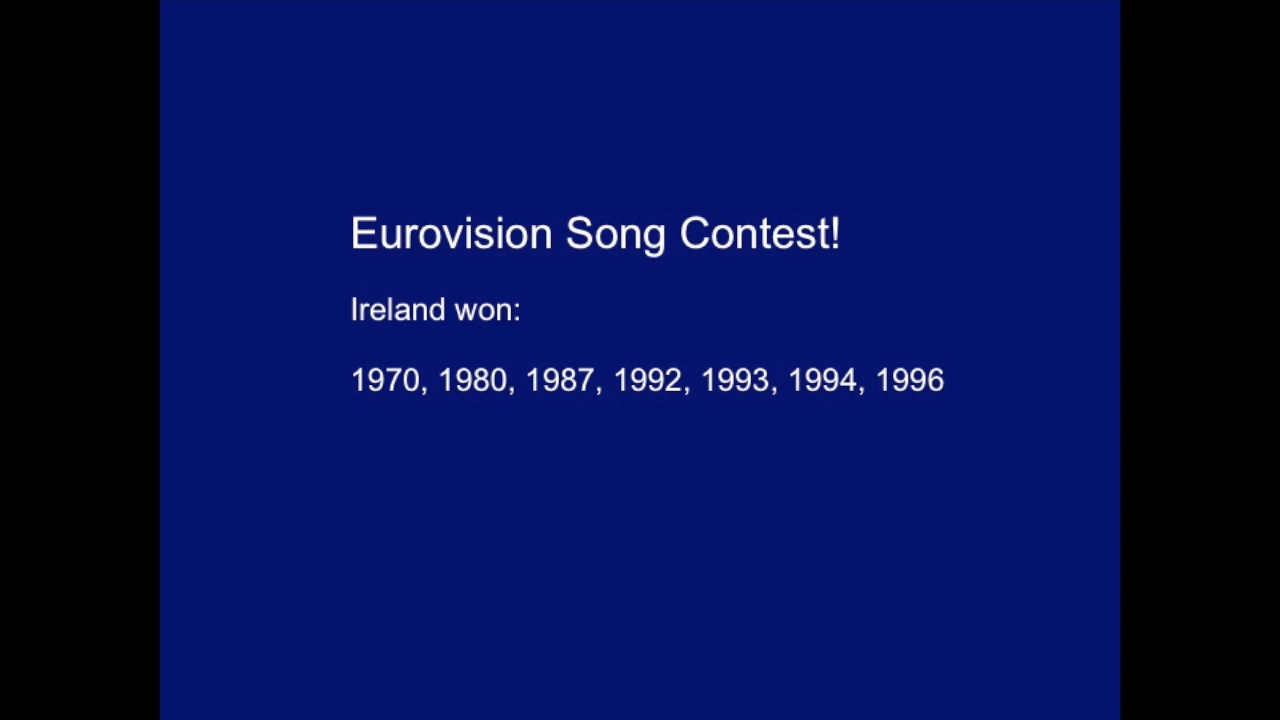 Eurovision Song Contest!
Ireland won:
1970, 1980, 1987, 1992, 1993, 1994, 1996